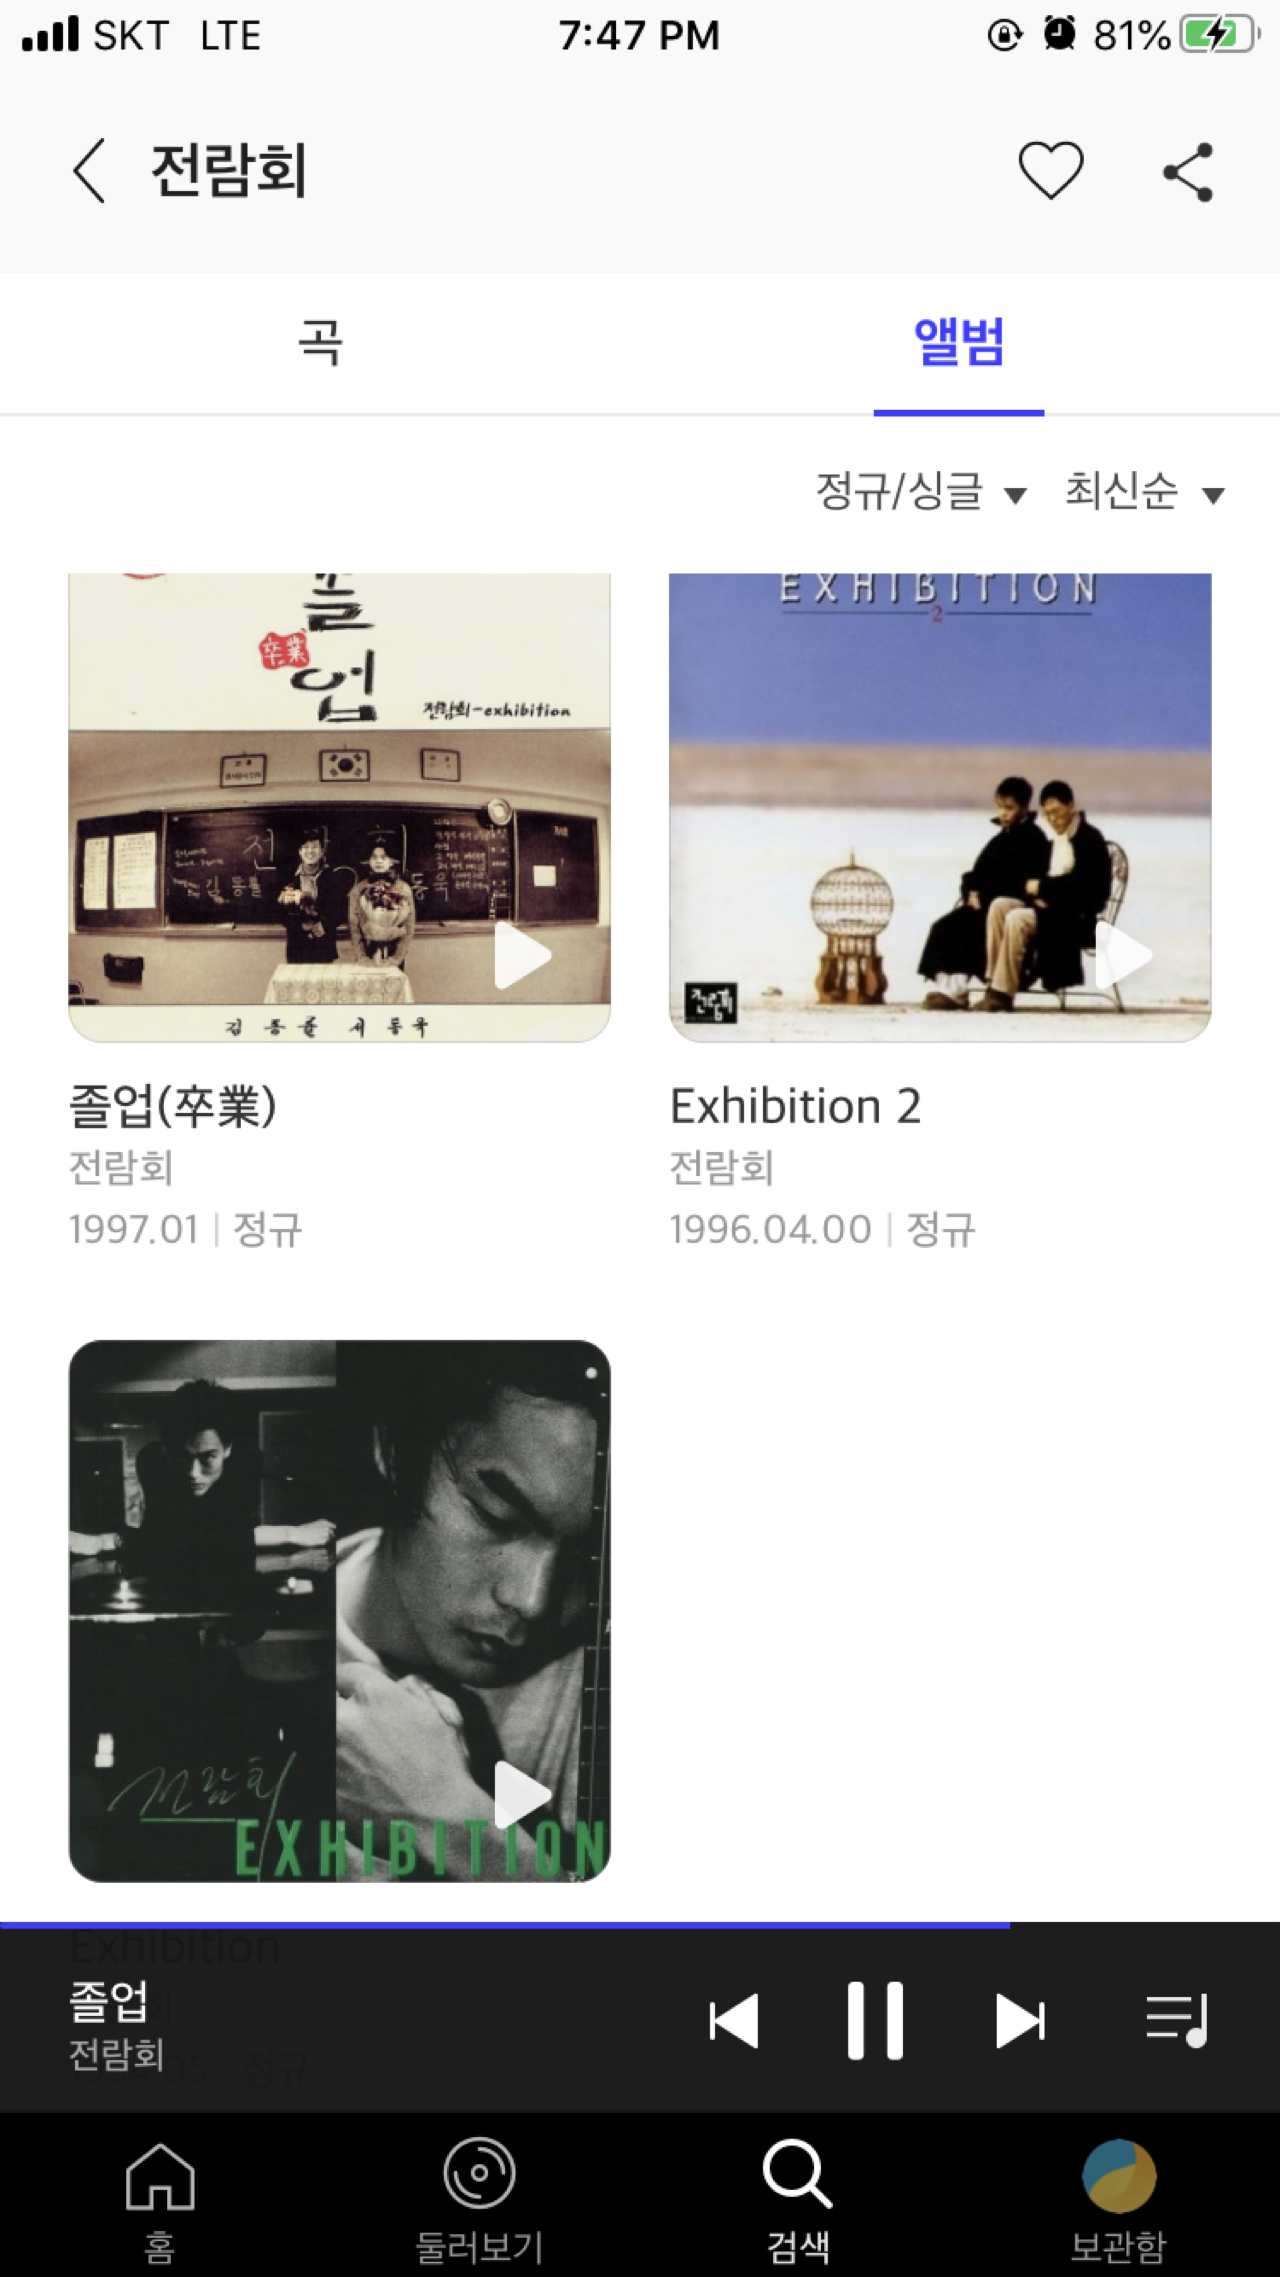 SKT LTE 7:47 PM 81%
전람회
곡 앨범
정규/싱글 ▼ 최신순 ▼
졸업
卒業
전람회-exhibition
김동률 서동욱
EXHIBITION
2
전람회
졸업(卒業)
전람회
1997.01 | 정규
Exhibition 2
전람회
1996.04.00 | 정규
전람회
EXHIBITION
Exhibition
졸업
전람회
홈 둘러보기 검색 보관함